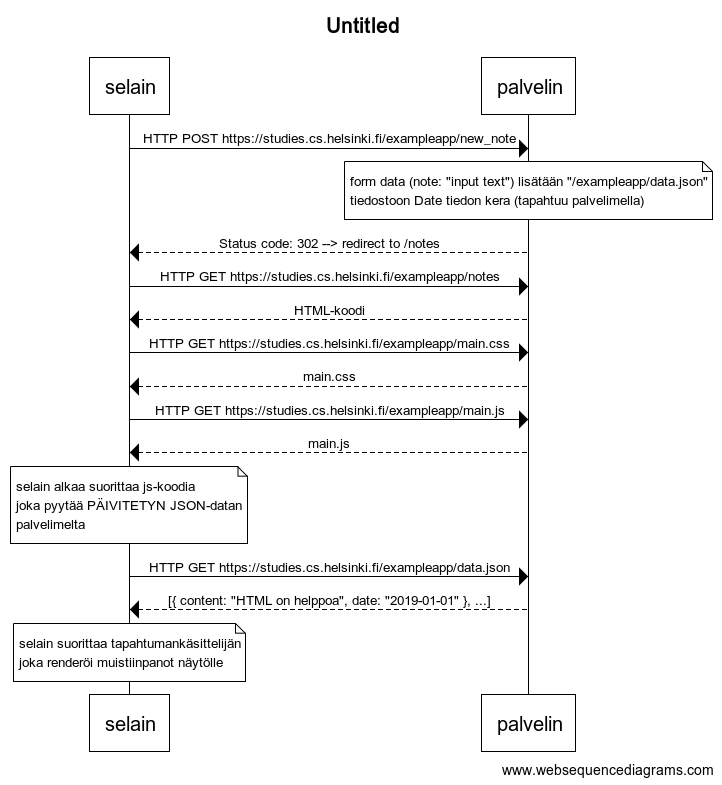 Untitled
selain
palvelin
HTTP POST https://studies.cs.helsinki.fi/exampleapp/new_note
form data (note: "input text") lisätään "/exampleapp/data.json"
tiedostoon Date tiedon kera (tapahtuu palvelimella)
Status code: 302 --> redirect to /notes
HTTP GET https://studies.cs.helsinki.fi/exampleapp/notes
HTML-koodi
HTTP GET https://studies.cs.helsinki.fi/exampleapp/main.css
main.css
HTTP GET https://studies.cs.helsinki.fi/exampleapp/main.js
main.js
selain alkaa suorittaa js-koodia
joka pyytää PÄIVITETYN JSON-datan
palvelimelta
HTTP GET https://studies.cs.helsinki.fi/exampleapp/data.json
[{ content: "HTML on helppoa", date: "2019-01-01" }, ...]
selain suorittaa tapahtumankäsittelijän
joka renderöi muistiinpanot näytölle
selain
palvelin
www.websequencediagrams.com